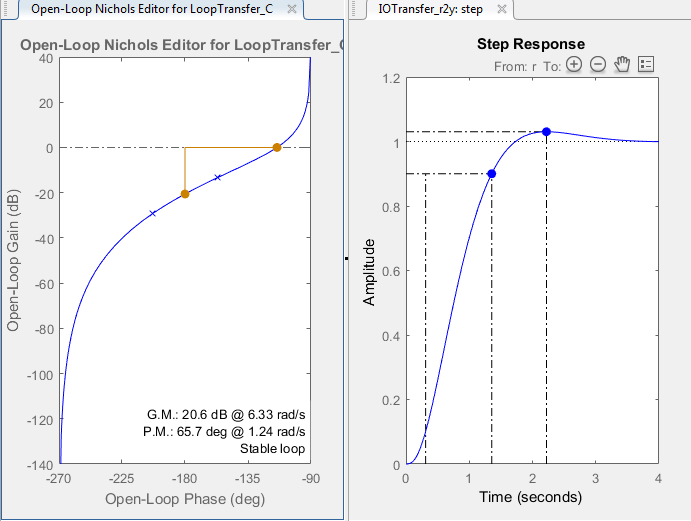 Open-Loop Nichols Editor for LoopTransfer_C
Open-Loop Nichols Editor for LoopTransfer_C
40
20
0
-20
-40
-60
-80
-100
-120
-140
Open-Loop Gain (dB)
G.M.: 20.6 dB @ 6.33 rad/s
P.M.: 65.7 deg @ 1.24 rad/s
Stable loop
-270
-225
-180
-135
-90
Open-Loop Phase (deg)
IOTransfer_r2y: step
Step Response
From: r To:
1.2
1
0.8
0.6
0.4
0.2
0
Amplitude
0
1
2
3
4
Time (seconds)